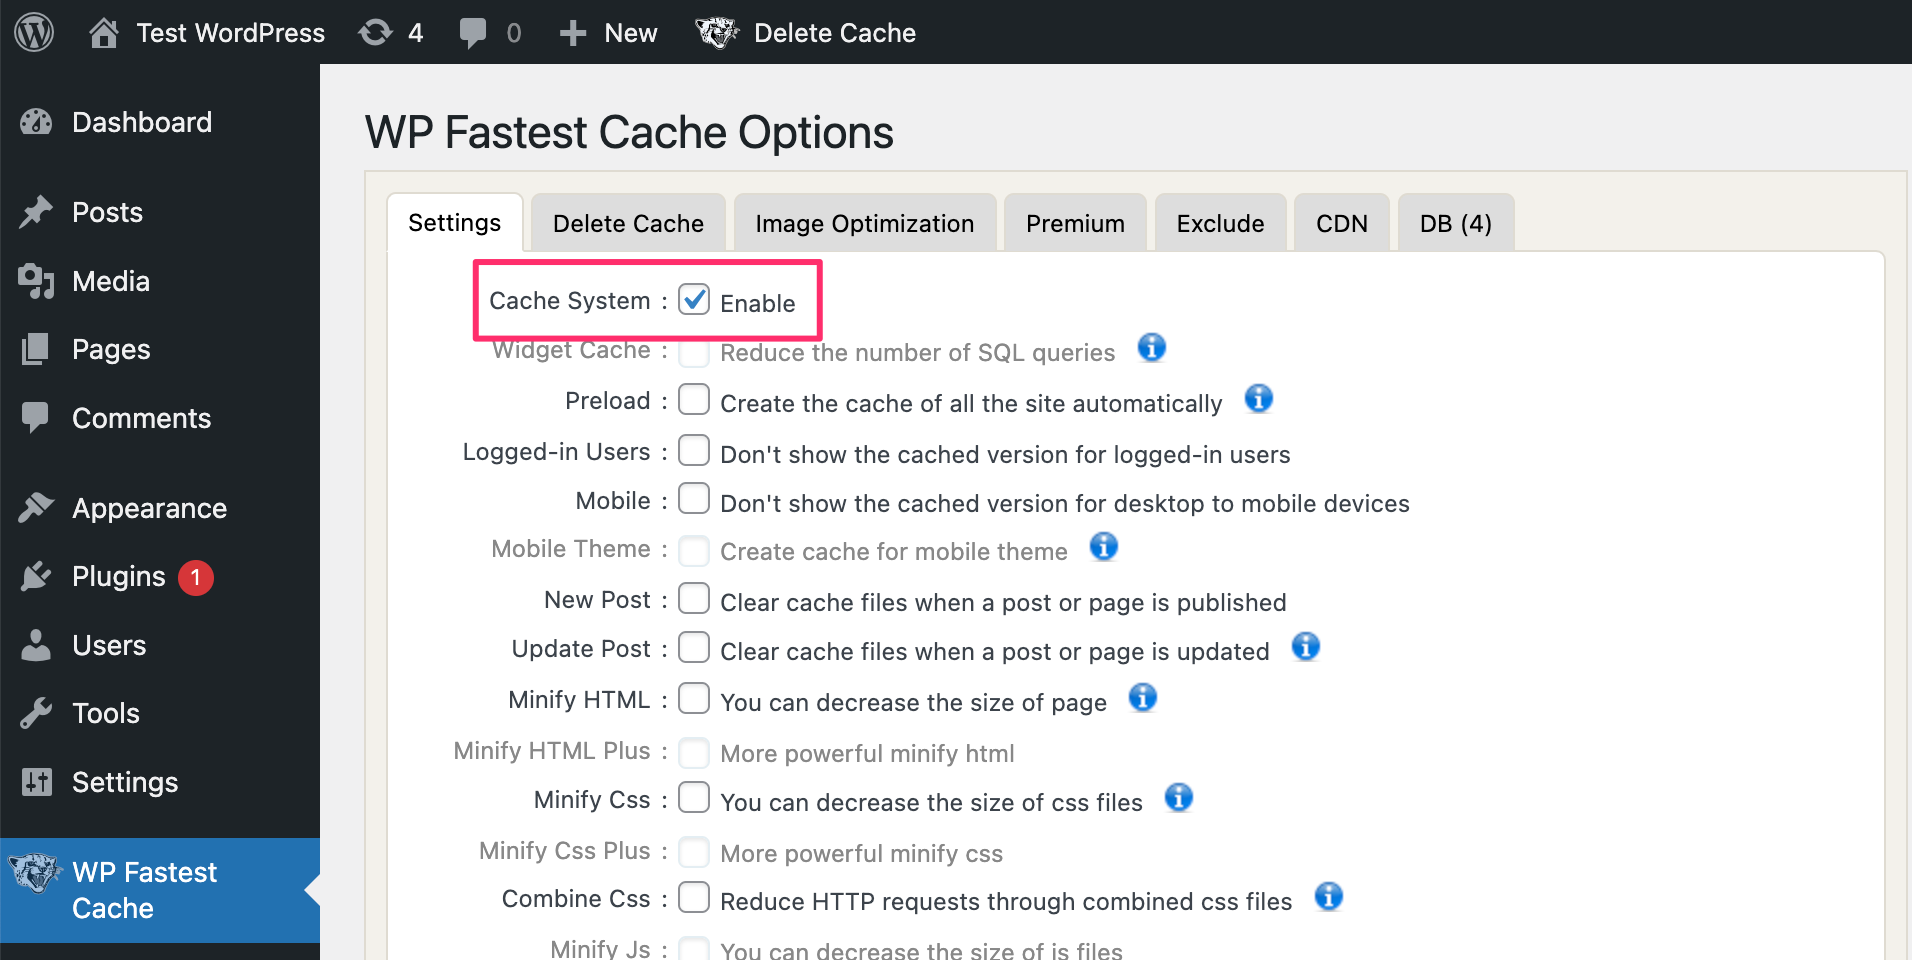 Test WordPress 4 0 New Delete Cache
Dashboard
Posts
Media
Pages
Comments
Appearance
Plugins 1
Users
Tools
Settings
WP Fastest
Cache
WP Fastest Cache Options
Settings Delete Cache Image Optimization Premium Exclude CDN DB (4)
Cache System : Enable
Widget Cache : Reduce the number of SQL queries
Preload : Create the cache of all the site automatically
Logged-in Users : Don't show the cached version for logged-in users
Mobile : Don't show the cached version for desktop to mobile devices
Mobile Theme : Create cache for mobile theme
New Post : Clear cache files when a post or page is published
Update Post : Clear cache files when a post or page is updated
Minify HTML : You can decrease the size of page
Minify HTML Plus : More powerful minify html
Minify Css : You can decrease the size of css files
Minify Css Plus : More powerful minify css
Combine Css : Reduce HTTP requests through combined css files
Minify Js : You can decrease the size of js files